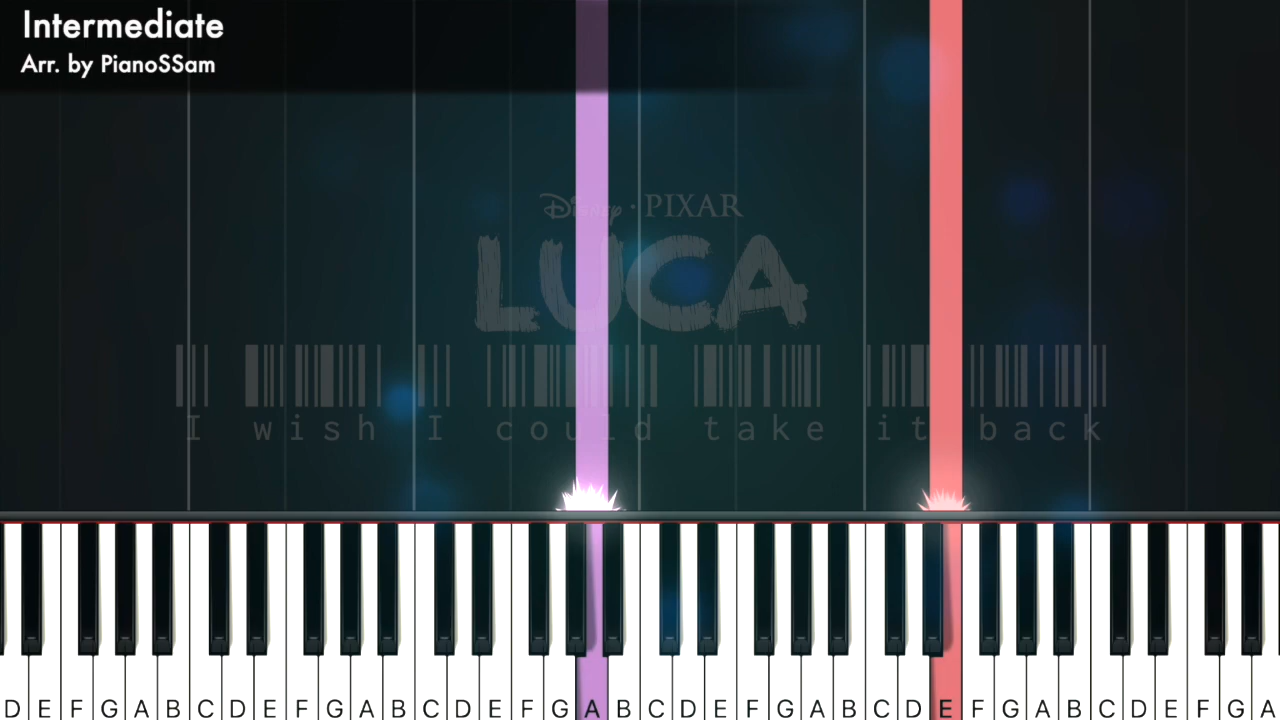 Intermediate
Arr. by PianoSSam
Disney · PIXAR
LUCA
I wish I could take it back
D E F G A B C D E F G A B C D E F G A B C D E F G A B C D E F G A B C D E F G A